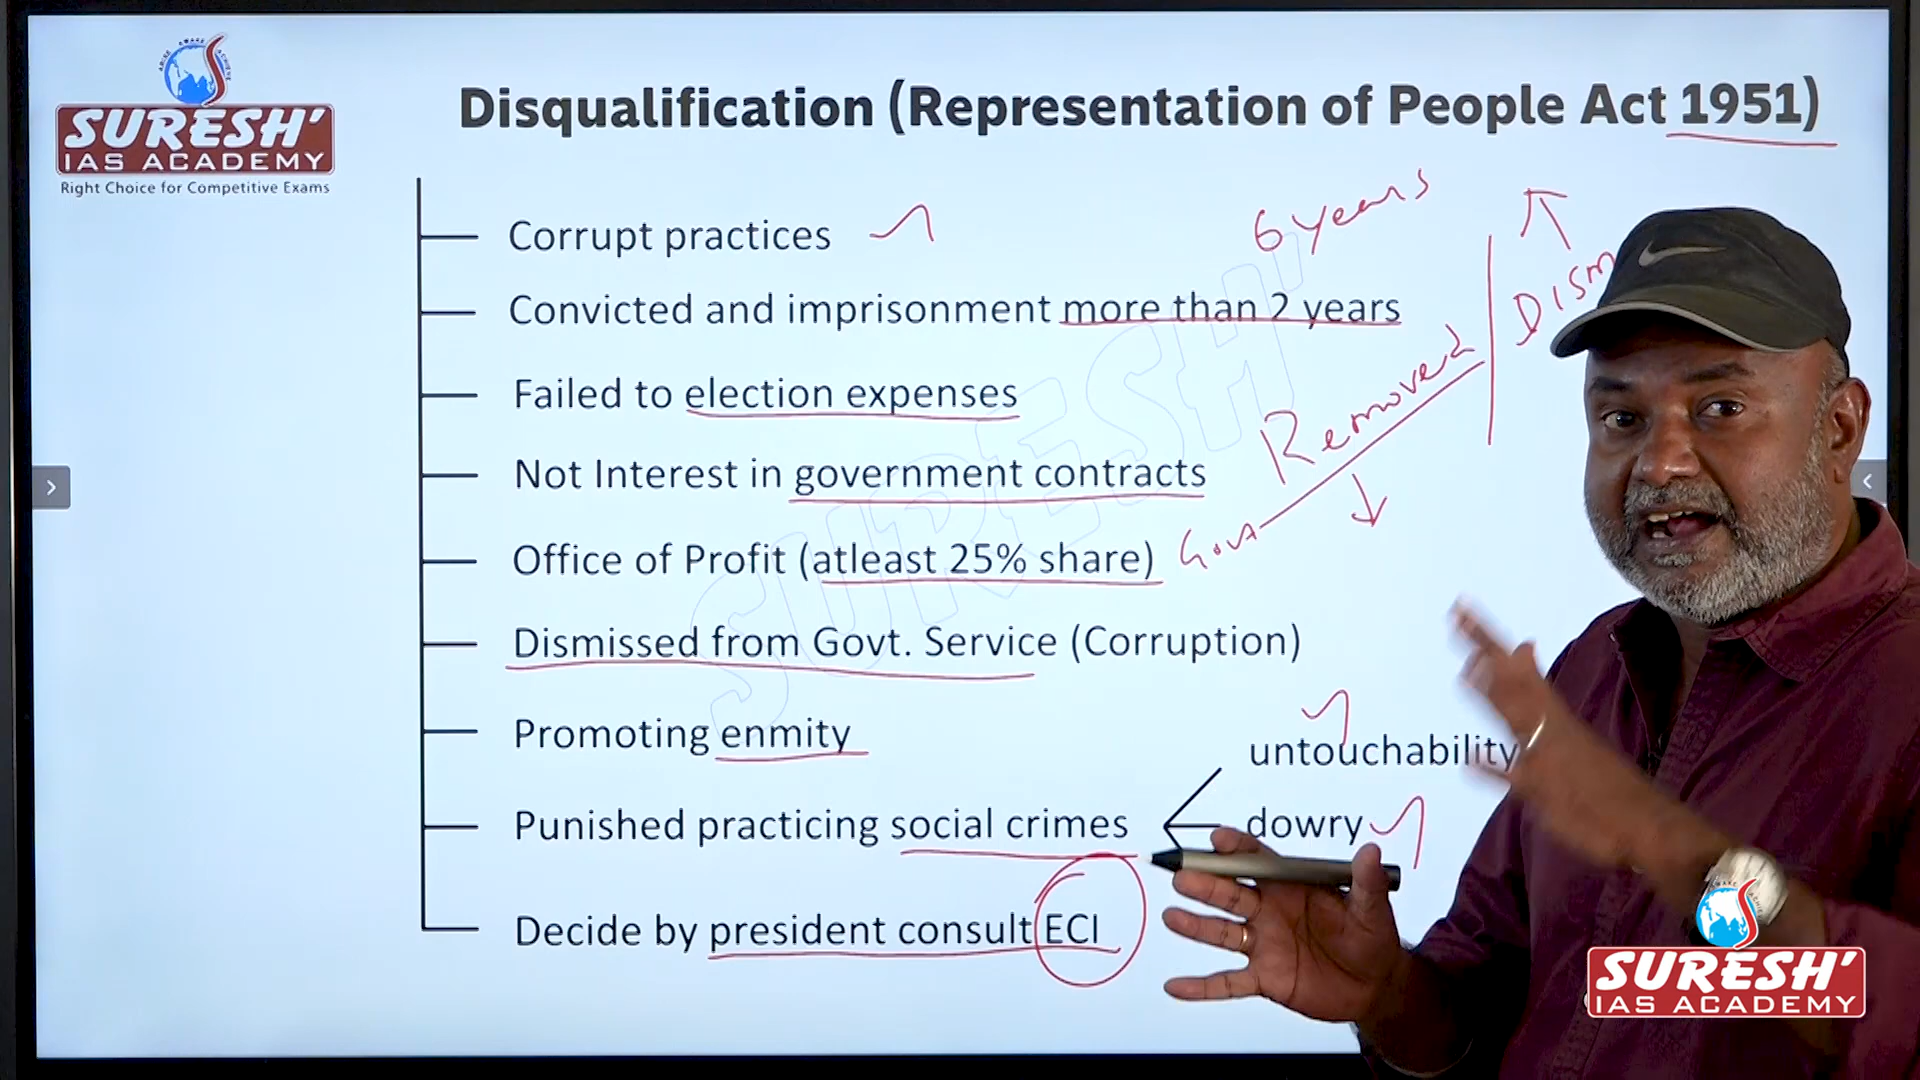 SURESH'
IAS ACADEMY
Right Choice for Competitive Exams
Disqualification (Representation of People Act 1951)
Corrupt practices
6 years
Convicted and imprisonment more than 2 years
Dism
Removed
Failed to election expenses
Not Interest in government contracts
Office of Profit (atleast 25% share)
Govt
Dismissed from Govt. Service (Corruption)
Promoting enmity
untouchability
Punished practicing social crimes
dowry
Decide by president consult ECI
SURESH'
SURESH'
IAS ACADEMY